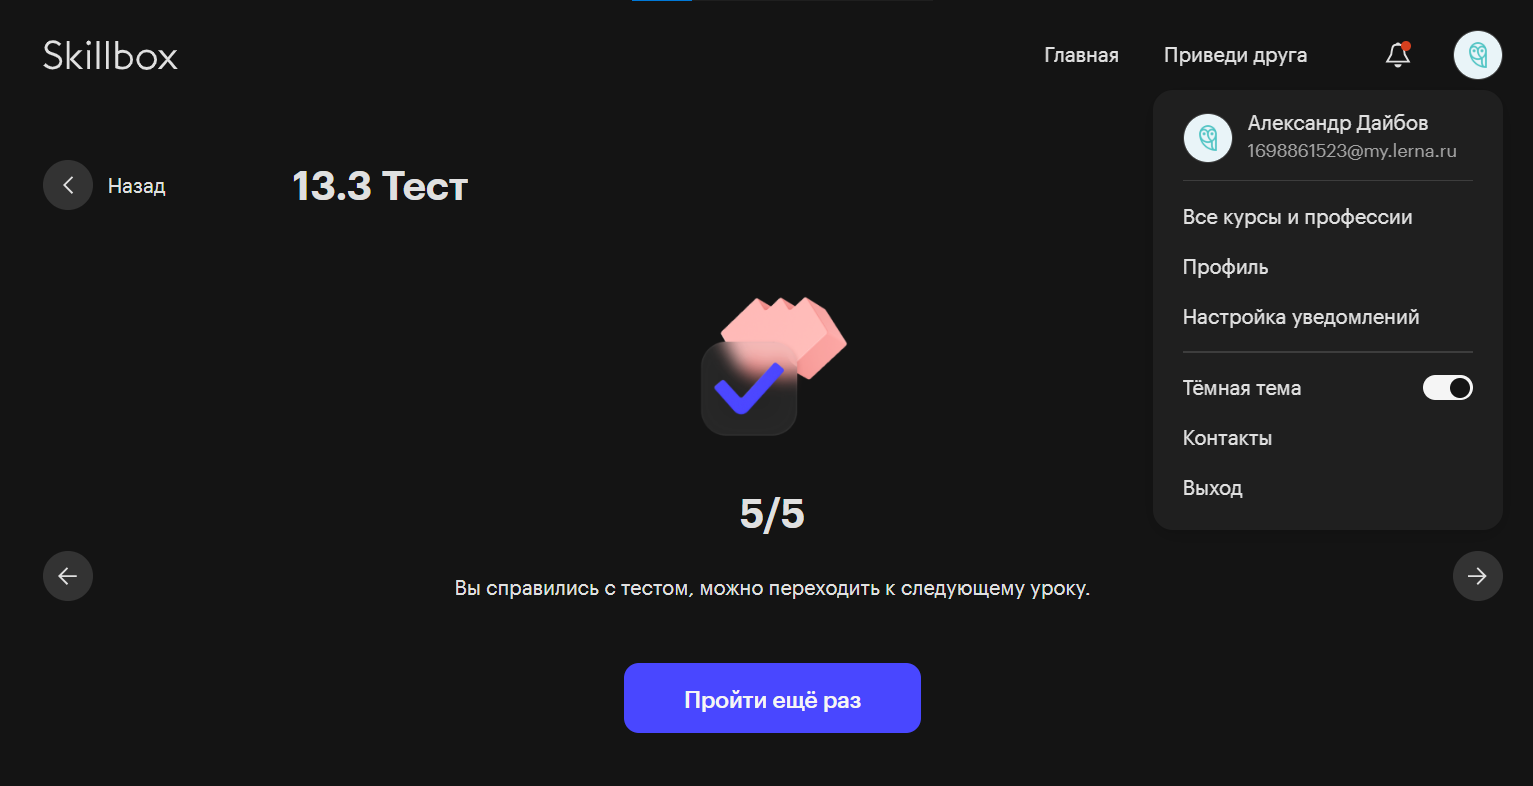 Skillbox
Главная
Приведи друга
Александр Дайбов
1698861523@my.lerna.ru
Назад
13.3 Тест
Все курсы и профессии
Профиль
Настройка уведомлений
Тёмная тема
Контакты
Выход
5/5
Вы справились с тестом, можно переходить к следующему уроку.
Пройти ещё раз